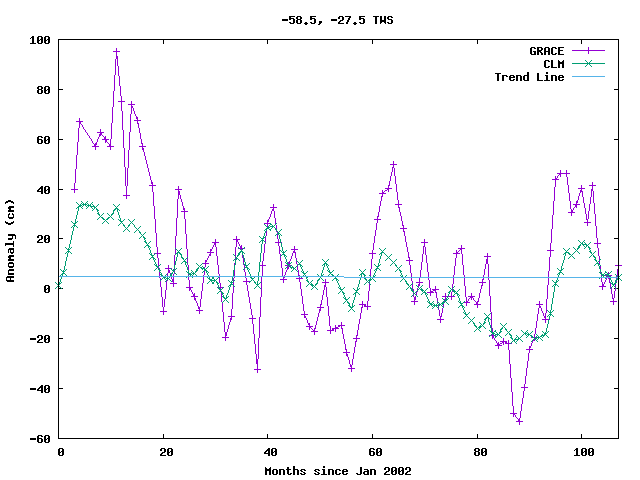 -58.5, -27.5 TWS
GRACE
CLM
Trend Line
100
80
60
40
20
0
-20
-40
-60
Anomaly (cm)
0 20 40 60 80 100
Months since Jan 2002